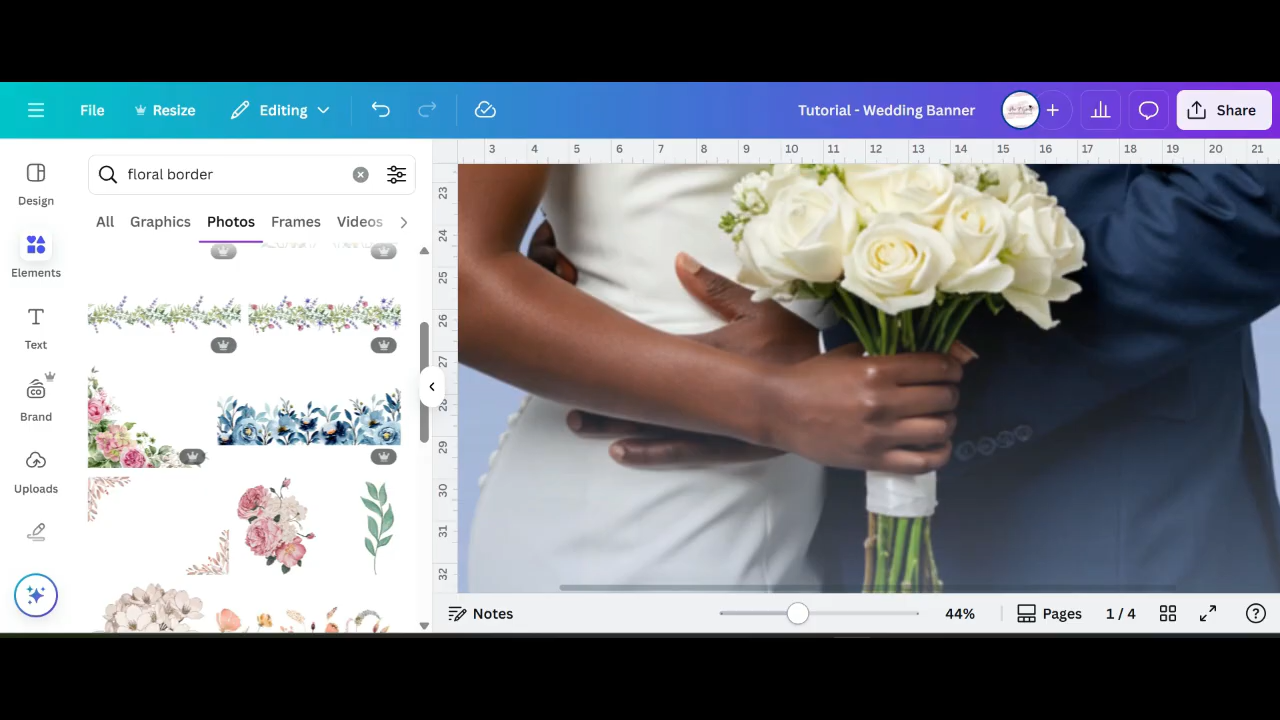 File Resize Editing Tutorial - Wedding Banner Share
Design
Elements
Text
Brand
Uploads
floral border
All Graphics Photos Frames Videos
3 4 5 6 7 8 9 10 11 12 13 14 15 16 17 18 19 20 21
23
24
25
26
27
28
29
30
31
32
Notes 44% Pages 1 / 4